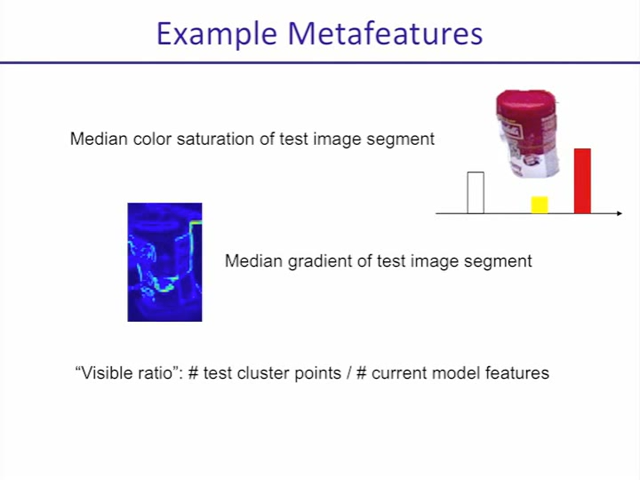 Example Metafeatures
Median color saturation of test image segment
Median gradient of test image segment
“Visible ratio”: # test cluster points / # current model features